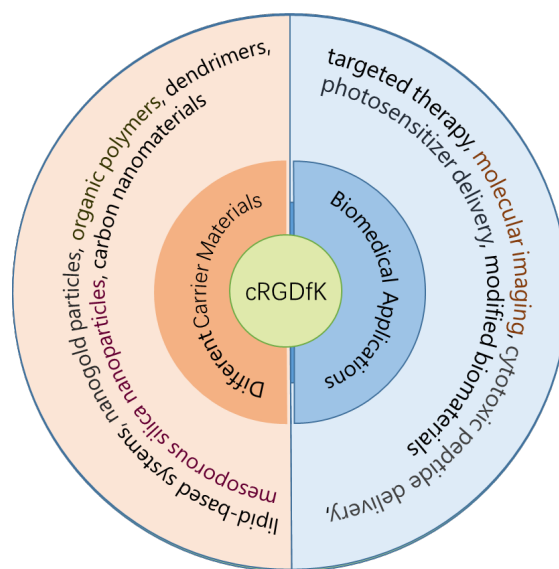 lipid-based systems, nanogold particles, organic polymers, dendrimers,
mesoporous silica nanoparticles, carbon nanomaterials
Different Carrier Materials
cRGDfK
Biomedical Applications
targeted therapy, molecular imaging, cytotoxic peptide delivery,
photosensitizer delivery, modified biomaterials